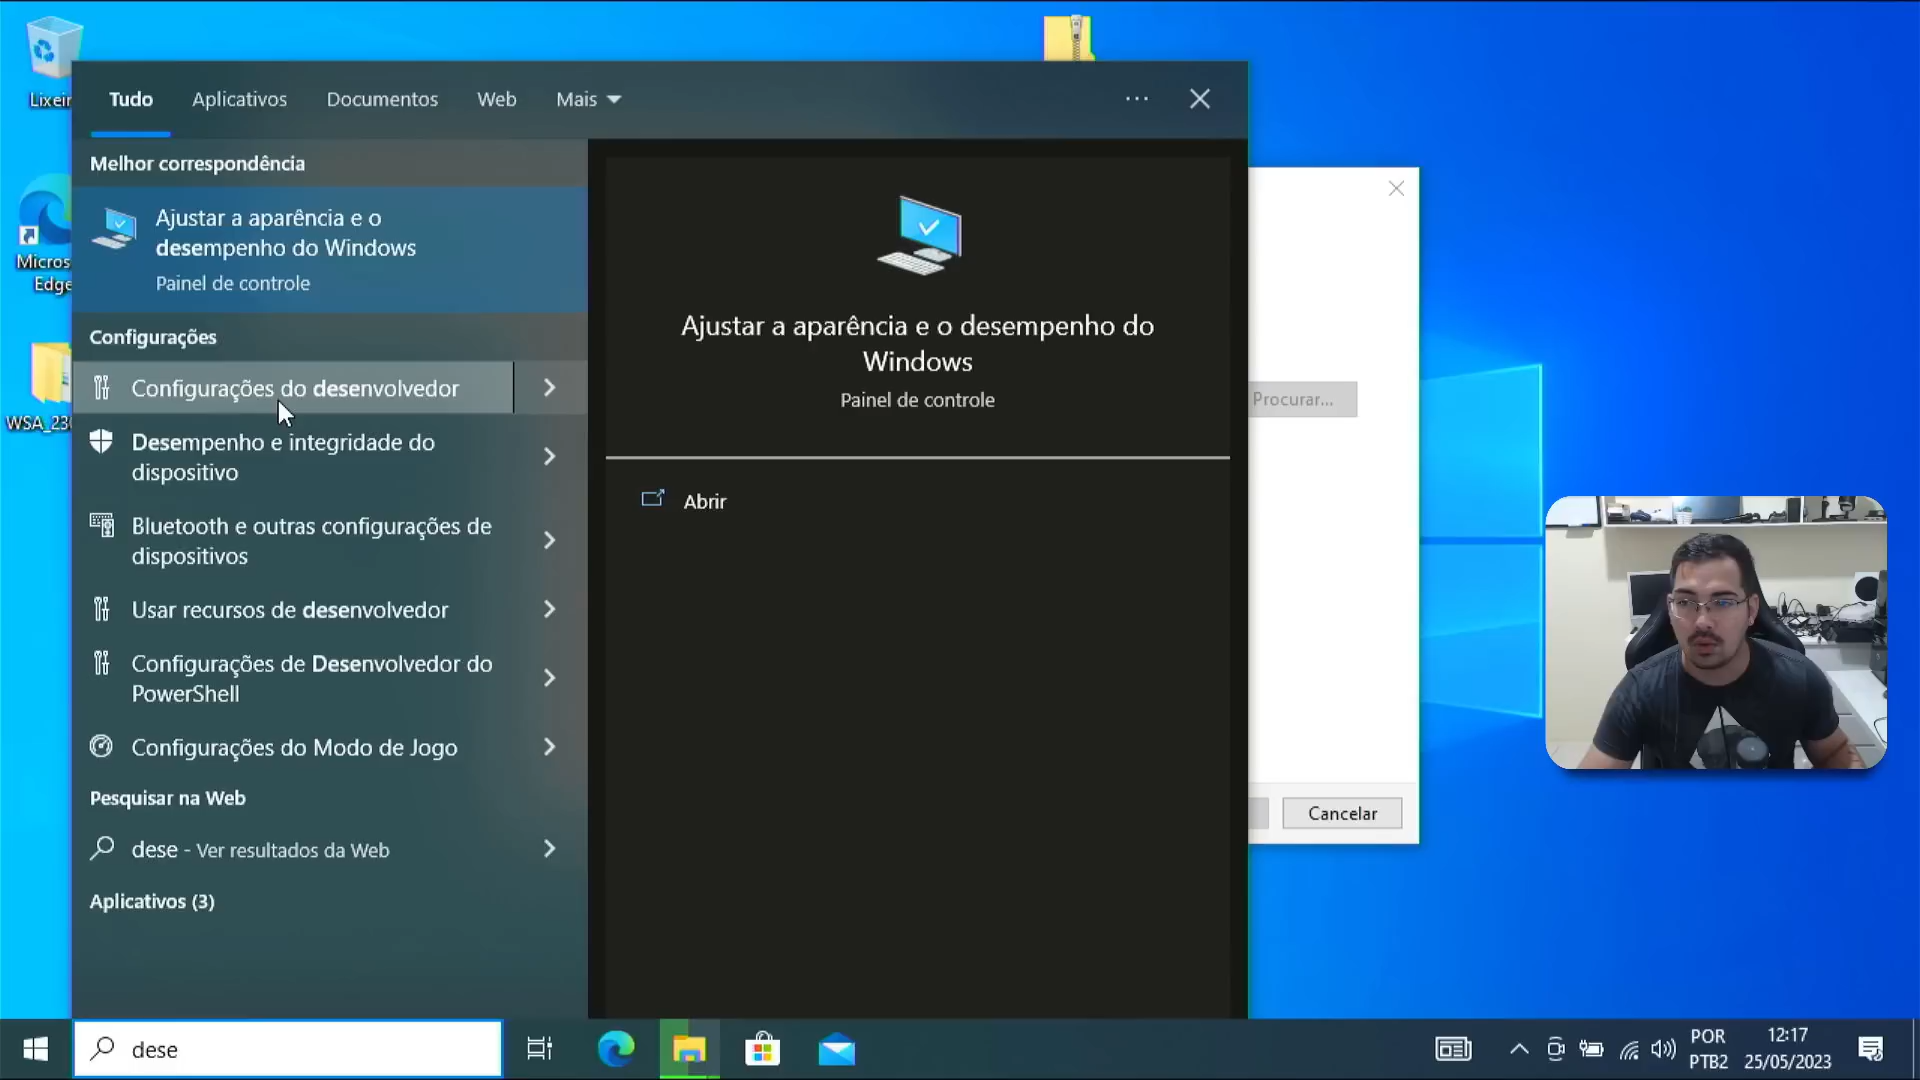 Lixeir
Micros
Edge
WSA_230
Tudo
Aplicativos
Documentos
Web
Mais
Melhor correspondência
Ajustar a aparência e o
desempenho do Windows
Painel de controle
Configurações
Configurações do desenvolvedor
Desempenho e integridade do
dispositivo
Bluetooth e outras configurações de
dispositivos
Usar recursos de desenvolvedor
Configurações de Desenvolvedor do
PowerShell
Configurações do Modo de Jogo
Pesquisar na Web
dese - Ver resultados da Web
Aplicativos (3)
Ajustar a aparência e o desempenho do
Windows
Painel de controle
Abrir
Procurar...
Cancelar
dese
POR
PTB2
12:17
25/05/2023